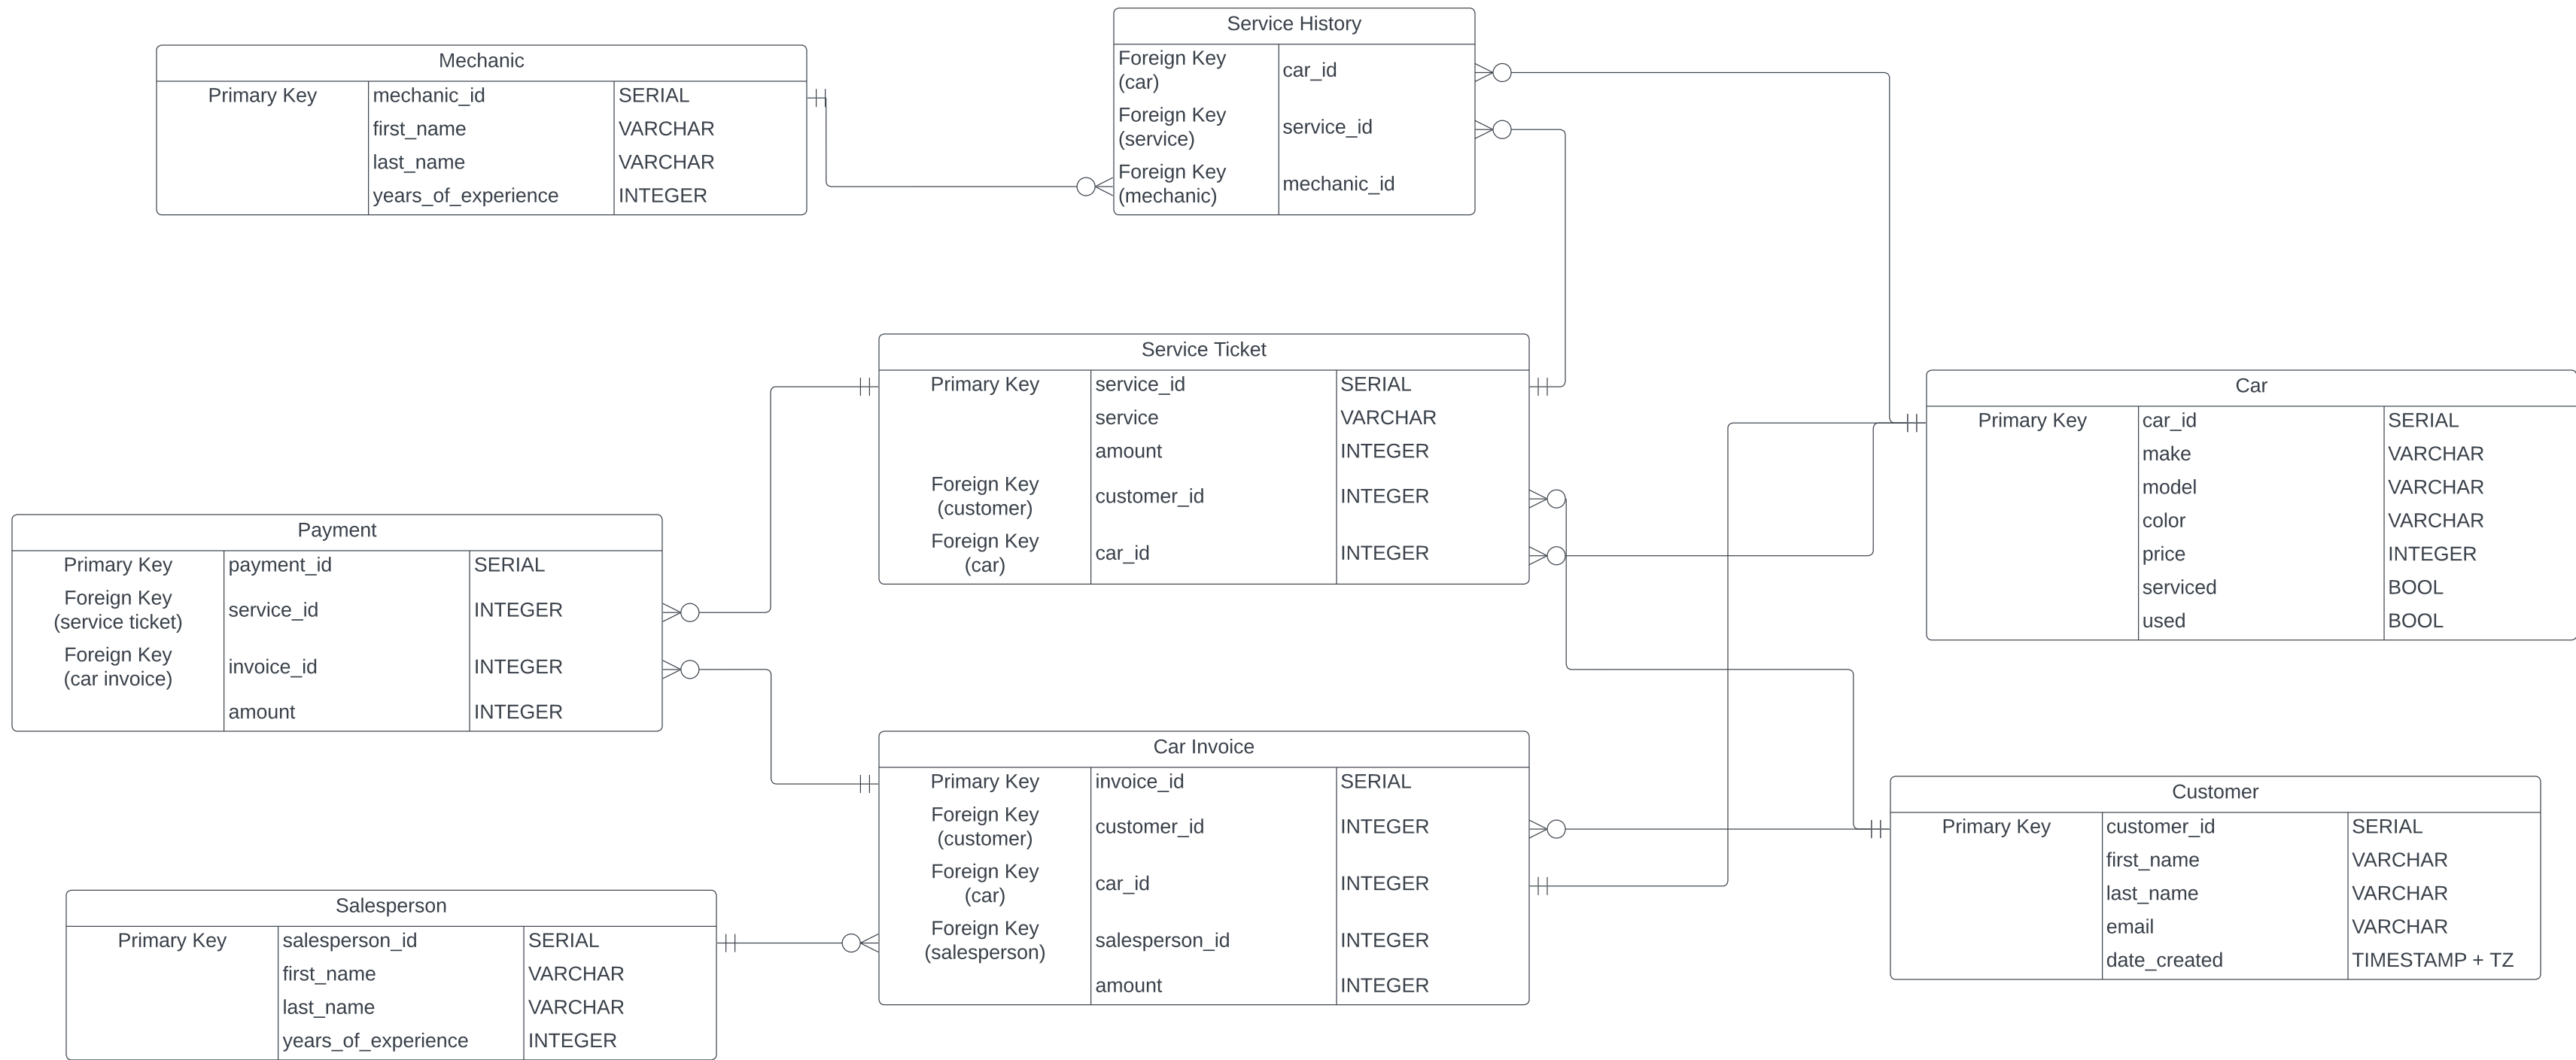 Service History
Foreign Key
(car)
car_id
Foreign Key
(service)
service_id
Foreign Key
(mechanic)
mechanic_id
Mechanic
Primary Key mechanic_id SERIAL
first_name VARCHAR
last_name VARCHAR
years_of_experience INTEGER
Service Ticket
Primary Key service_id SERIAL
service VARCHAR
amount INTEGER
Foreign Key
(customer)
customer_id INTEGER
Foreign Key
(car)
car_id INTEGER
Car
Primary Key car_id SERIAL
make VARCHAR
model VARCHAR
color VARCHAR
price INTEGER
serviced BOOL
used BOOL
Payment
Primary Key payment_id SERIAL
Foreign Key
(service ticket)
service_id INTEGER
Foreign Key
(car invoice)
invoice_id INTEGER
amount INTEGER
Car Invoice
Primary Key invoice_id SERIAL
Foreign Key
(customer)
customer_id INTEGER
Foreign Key
(car)
car_id INTEGER
Foreign Key
(salesperson)
salesperson_id INTEGER
amount INTEGER
Customer
Primary Key customer_id SERIAL
first_name VARCHAR
last_name VARCHAR
email VARCHAR
date_created TIMESTAMP + TZ
Salesperson
Primary Key salesperson_id SERIAL
first_name VARCHAR
last_name VARCHAR
years_of_experience INTEGER